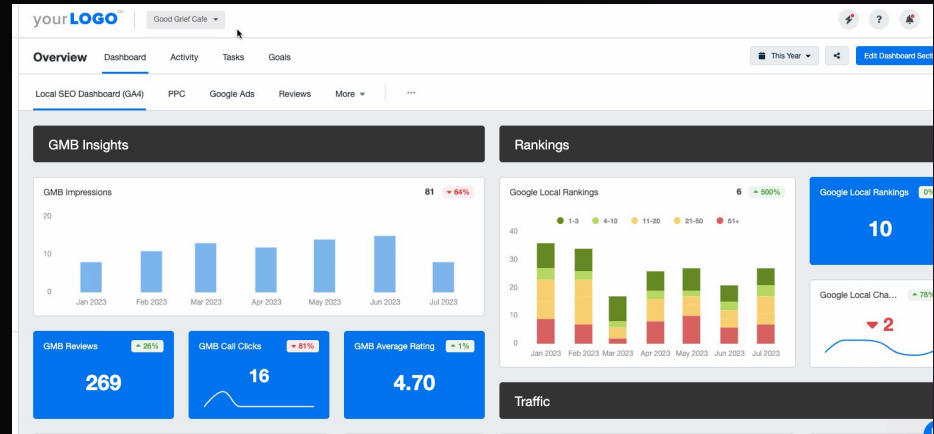 yourLOGO™ Good Grief Cafe ?
Overview Dashboard Activity Tasks Goals This Year Edit Dashboard Secti
Local SEO Dashboard (GA4) PPC Google Ads Reviews More ...
GMB Insights
GMB Impressions 81 64%
20
10
0
Jan 2023 Feb 2023 Mar 2023 Apr 2023 May 2023 Jun 2023 Jul 2023
GMB Reviews 26%
269
GMB Call Clicks 81%
16
GMB Average Rating 1%
4.70
Rankings
Google Local Rankings 6 500%
1-3 4-10 11-20 21-50 51+
40
30
20
10
0
Jan 2023 Feb 2023 Mar 2023 Apr 2023 May 2023 Jun 2023 Jul 2023
Google Local Rankings 0%
10
Google Local Cha... 78%
2
Traffic